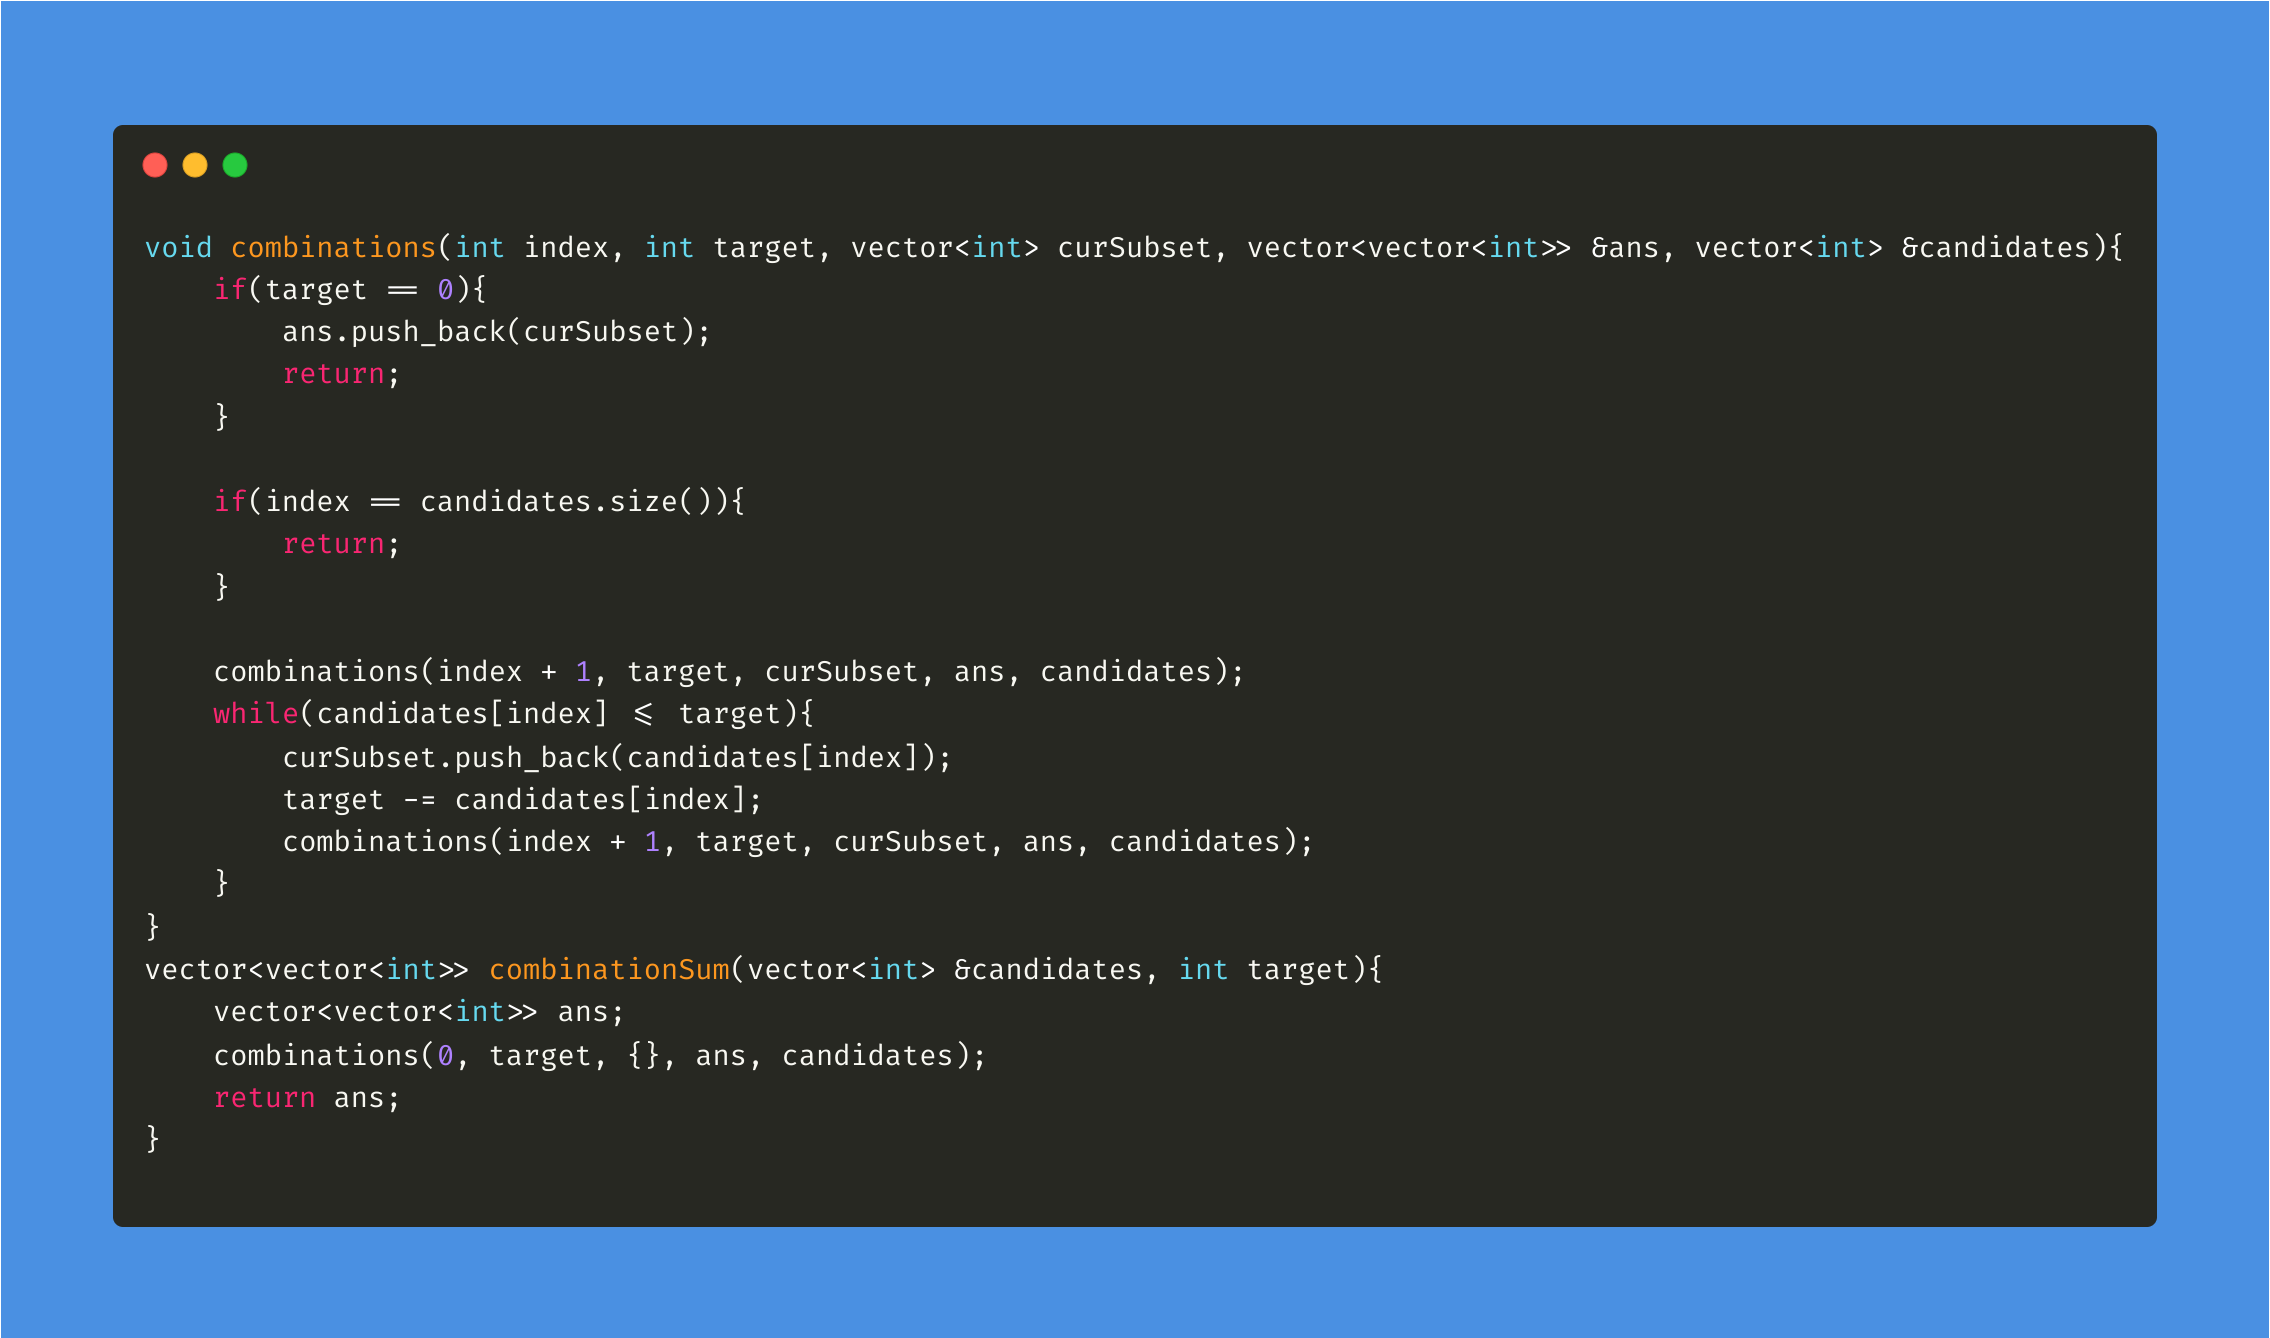 void combinations(int index, int target, vector<int> curSubset, vector<vector<int>> &ans, vector<int> &candidates){
    if(target == 0){
        ans.push_back(curSubset);
        return;
    }

    if(index == candidates.size()){
        return;
    }

    combinations(index + 1, target, curSubset, ans, candidates);
    while(candidates[index] <= target){
        curSubset.push_back(candidates[index]);
        target -= candidates[index];
        combinations(index + 1, target, curSubset, ans, candidates);
    }
}
vector<vector<int>> combinationSum(vector<int> &candidates, int target){
    vector<vector<int>> ans;
    combinations(0, target, {}, ans, candidates);
    return ans;
}